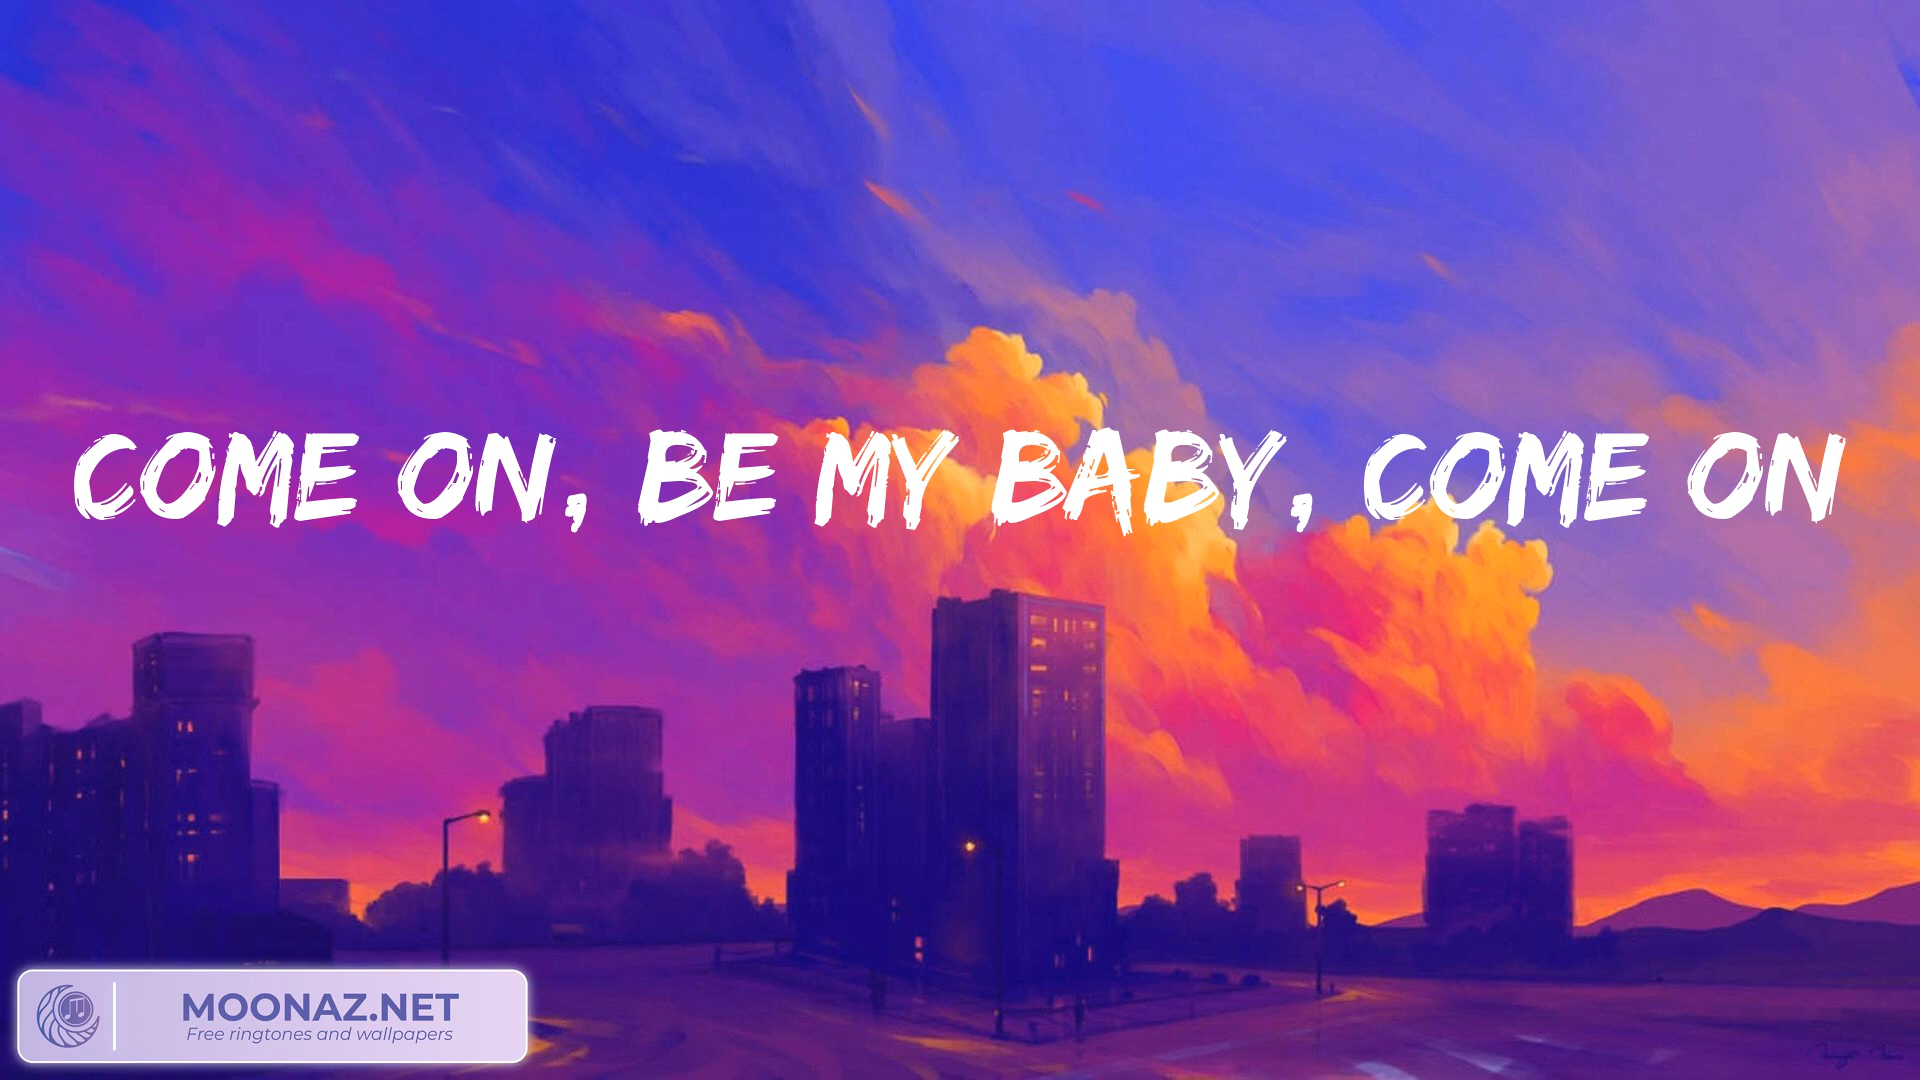 COME ON, BE MY BABY, COME ON
MOONAZ.NET
Free ringtones and wallpapers